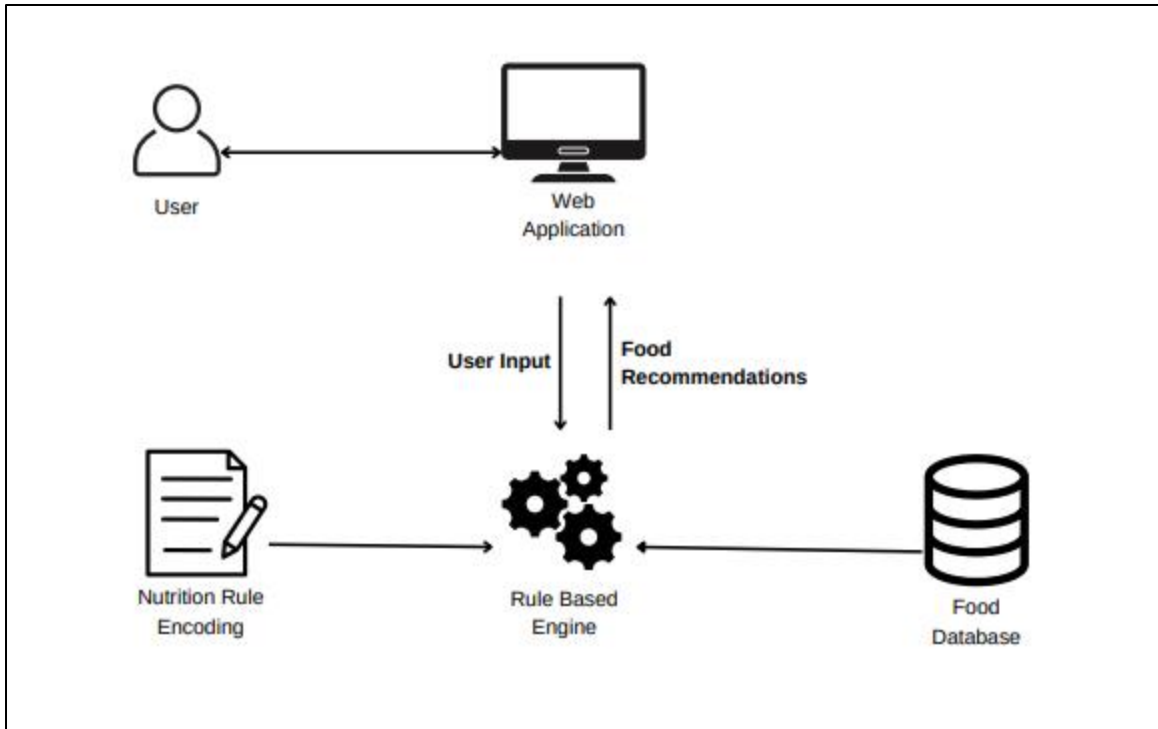 User
Web
Application
User Input
Food
Recommendations
Nutrition Rule
Encoding
Rule Based
Engine
Food
Database